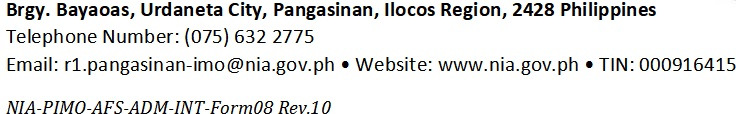 Brgy. Bayaoas, Urdaneta City, Pangasinan, Ilocos Region, 2428 Philippines
Telephone Number: (075) 632 2775
Email: r1.pangasinan-imo@nia.gov.ph • Website: www.nia.gov.ph • TIN: 000916415
NIA-PIMO-AFS-ADM-INT-Form08 Rev.10